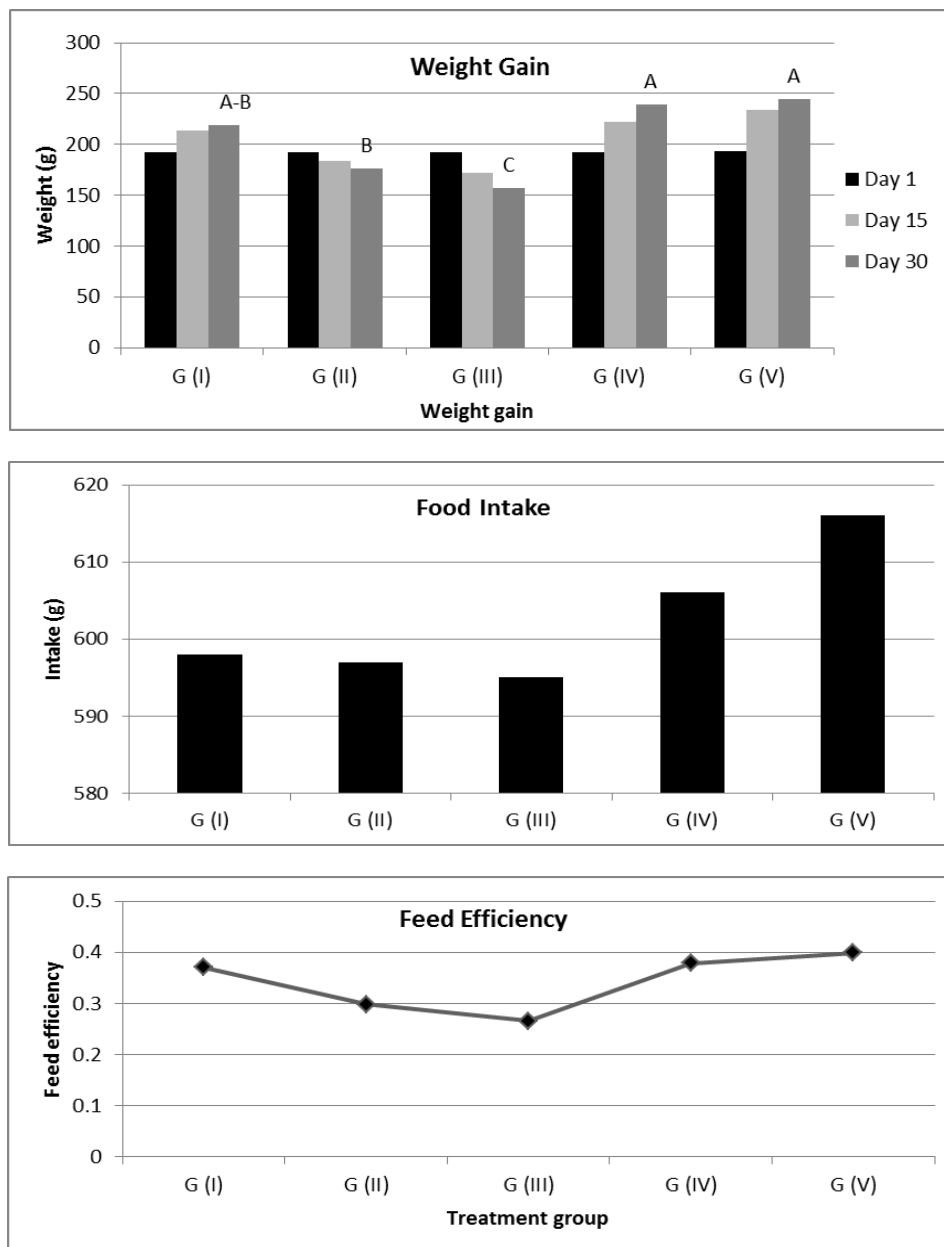 Weight Gain
300
250
200
150
100
50
0
Weight (g)
A-B
B
C
A
A
Day 1
Day 15
Day 30
G (I)
G (II)
G (III)
G (IV)
G (V)
Weight gain
Food Intake
620
610
600
590
580
Intake (g)
G (I)
G (II)
G (III)
G (IV)
G (V)
Feed Efficiency
0.5
0.4
0.3
0.2
0.1
0
Feed efficiency
G (I)
G (II)
G (III)
G (IV)
G (V)
Treatment group